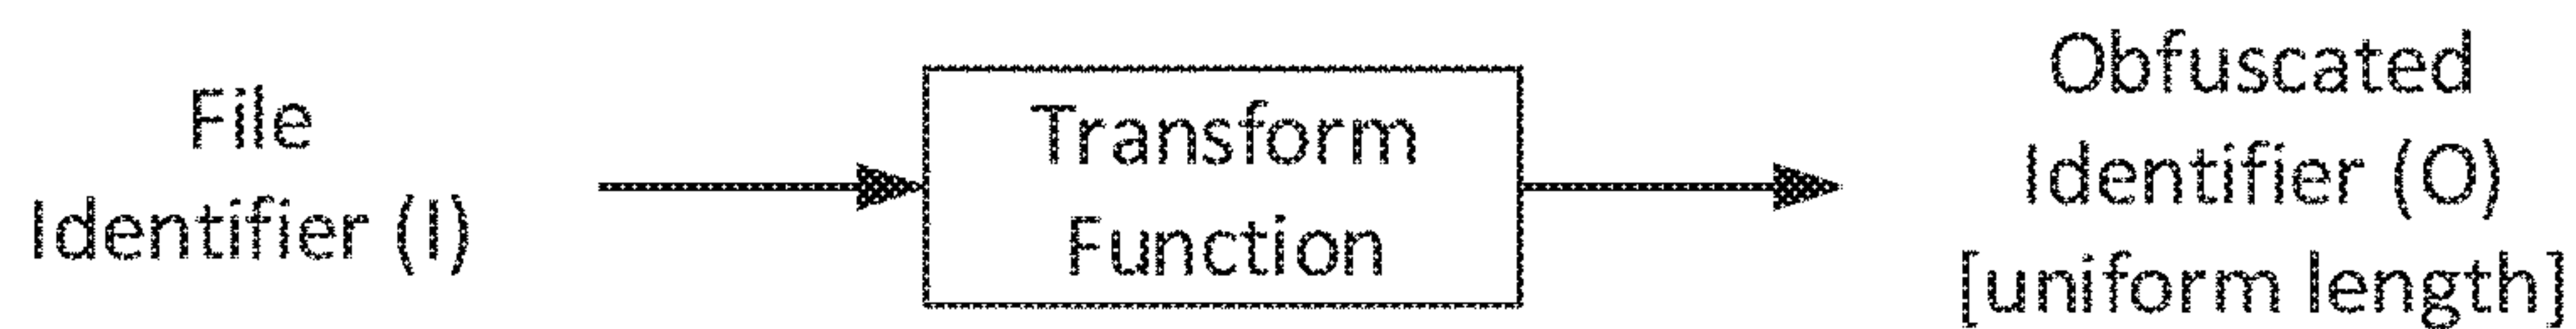 File
Identifier (I)
Transform
Function
Obfuscated
Identifier (O)
[uniform length]